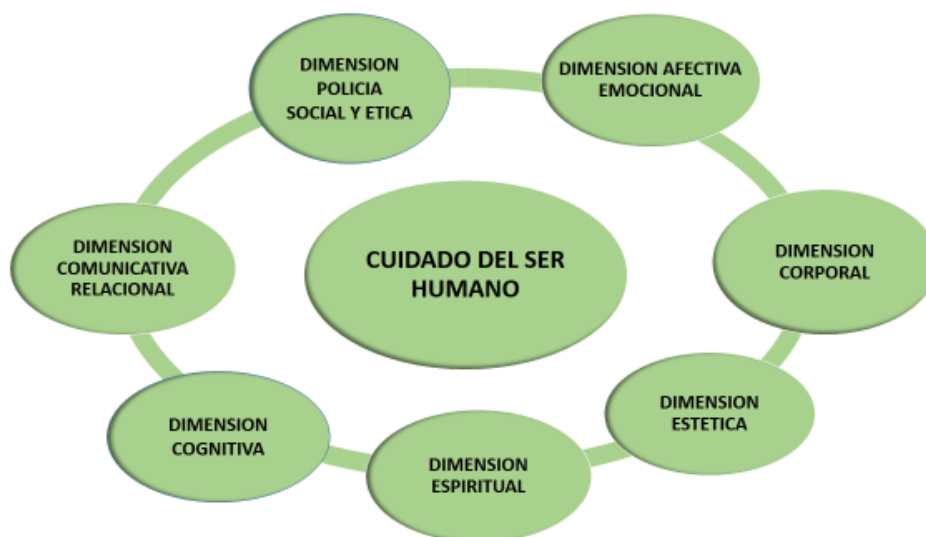 DIMENSION
POLICIA
SOCIAL Y ETICA
DIMENSION AFECTIVA
EMOCIONAL
DIMENSION
CORPORAL
DIMENSION
ESTETICA
DIMENSION
ESPIRITUAL
DIMENSION
COGNITIVA
DIMENSION
COMUNICATIVA
RELACIONAL
CUIDADO DEL SER
HUMANO